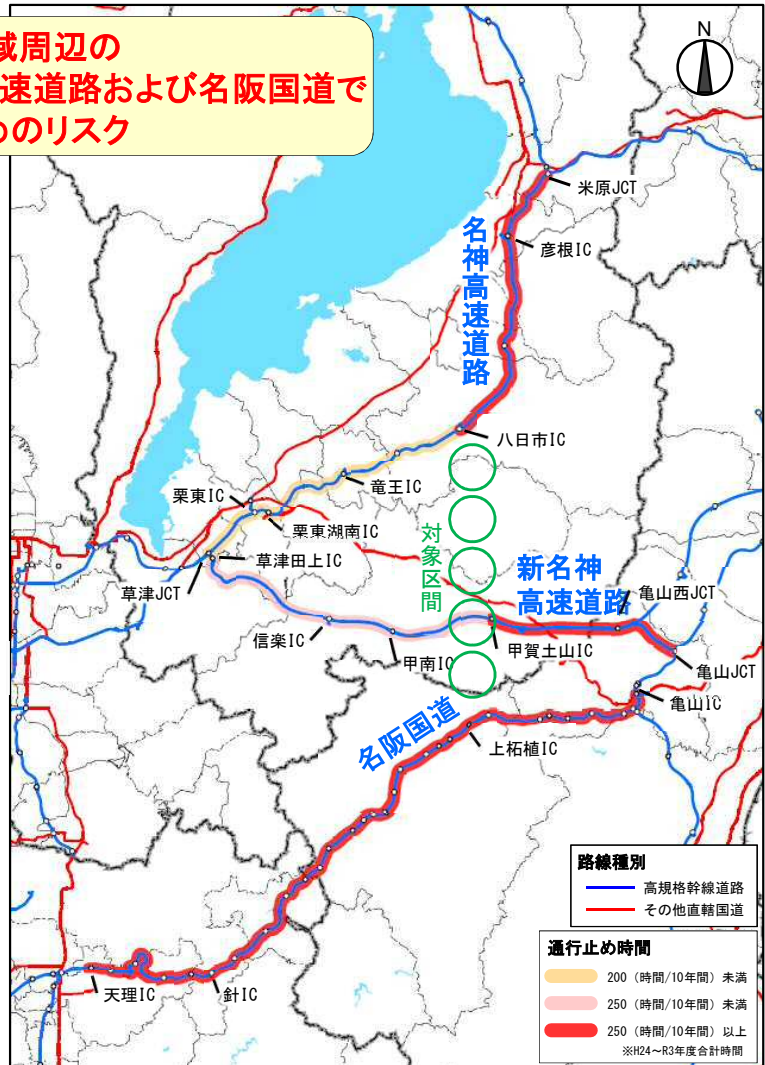 域周辺の
速道路および名阪国道で
めのリスク
N
米原JCT
彦根IC
名神高速道路
八日市IC
竜王IC
栗東IC
栗東湖南IC
対象区間
草津田上IC
草津JCT
新名神
高速道路
亀山西JCT
信楽IC
甲南IC
甲賀土山IC
亀山JCT
亀山IC
名阪国道
上柘植IC
路線種別
高規格幹線道路
その他直轄国道
通行止め時間
200（時間/10年間）未満
250（時間/10年間）未満
250（時間/10年間）以上
※H24～R3年度合計時間
天理IC
針IC